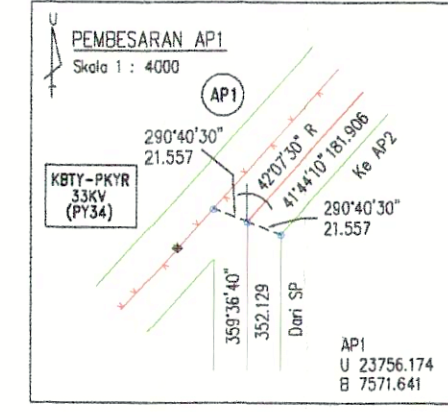 U
PEMBESARAN AP1
Skala 1 : 4000
AP1
290°40'30"
21.557
42°07'30" R
41°44'10" 181.906
Ke AP2
KBTY-PKYR
33KV
(PY34)
290°40'30"
21.557
359°36'40"
352.129
Dari SP
AP1
U 23756.174
B 7571.641